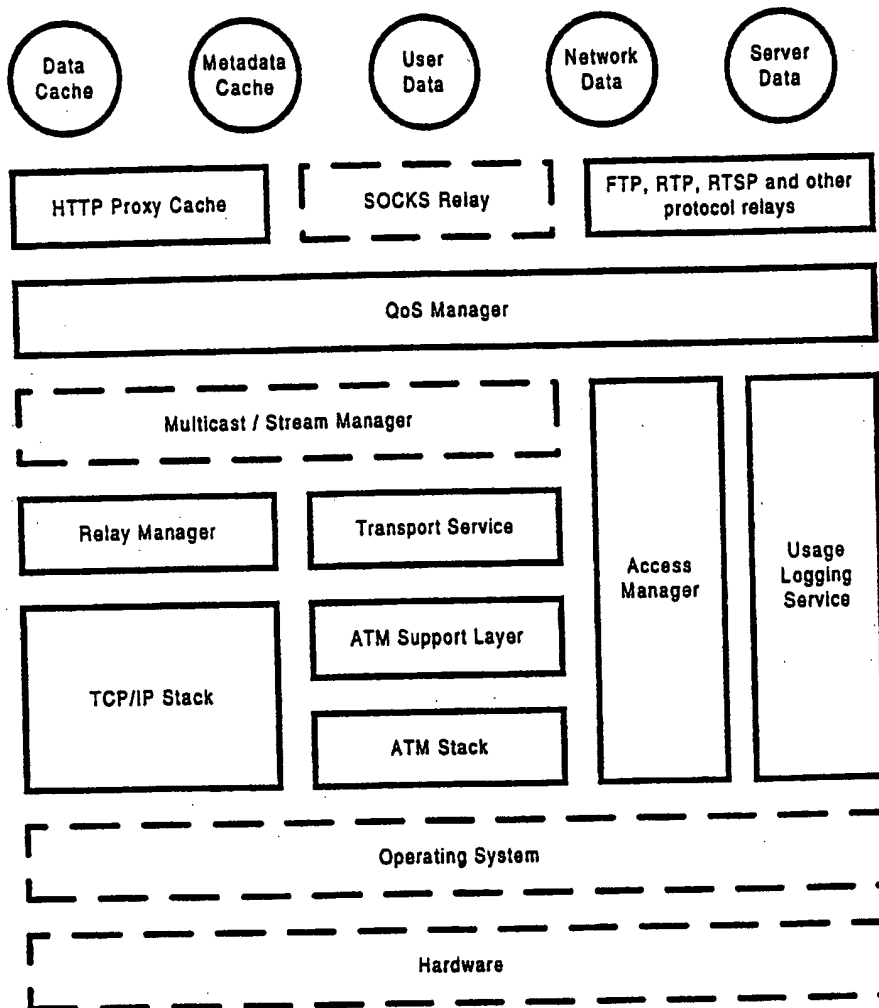 Data
Cache
Metadata
Cache
User
Data
Network
Data
Server
Data
HTTP Proxy Cache
SOCKS Relay
FTP, RTP, RTSP and other
protocol relays
QoS Manager
Multicast / Stream Manager
Relay Manager
Transport Service
Access
Manager
Usage
Logging
Service
ATM Support Layer
TCP/IP Stack
ATM Stack
Operating System
Hardware